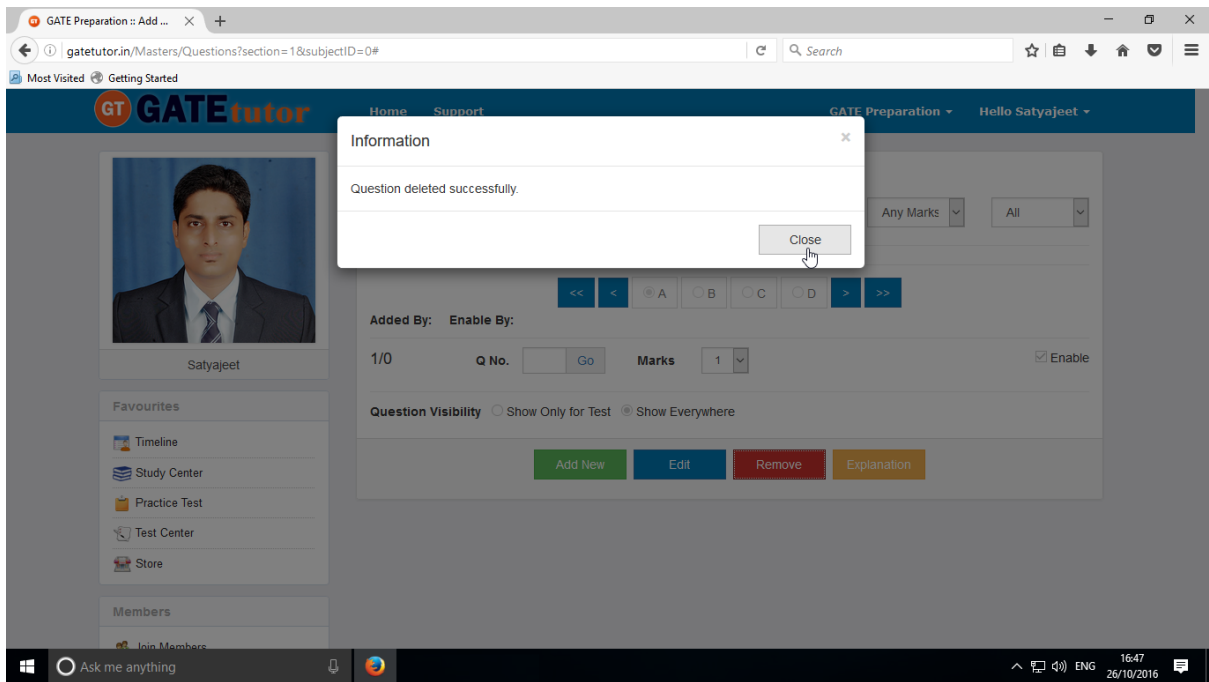 GATE Preparation :: Add ...
gatetutor.in/Masters/Questions?section=1&subjectID=0#
Search
Most Visited Getting Started
GT GATEtutor Home Support GATE Preparation Hello Satyajeet
Information
Question deleted successfully.
Close
Any Marks All
<< < A B C D > >>
Added By: Enable By:
1/0 Q No. Go Marks 1 Enable
Question Visibility Show Only for Test Show Everywhere
Add New Edit Remove Explanation
Satyajeet
Favourites
Timeline
Study Center
Practice Test
Test Center
Store
Members
Join Members
Ask me anything
ENG
16:47
26/10/2016